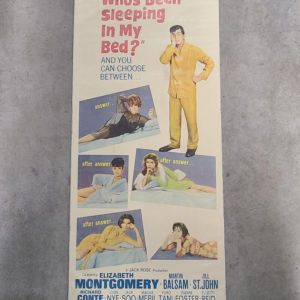 Who's Been
Sleeping
In My
Bed?"
AND YOU
CAN CHOOSE
BETWEEN...
answer...
after answer...
after answer...
after answer...
A JACK ROSE Production
ELIZABETH MARTIN JILL
MONTGOMERY BALSAM ST.JOHN
RICHARD
CONTE NYE SOO MERIL TAN FOSTER REID